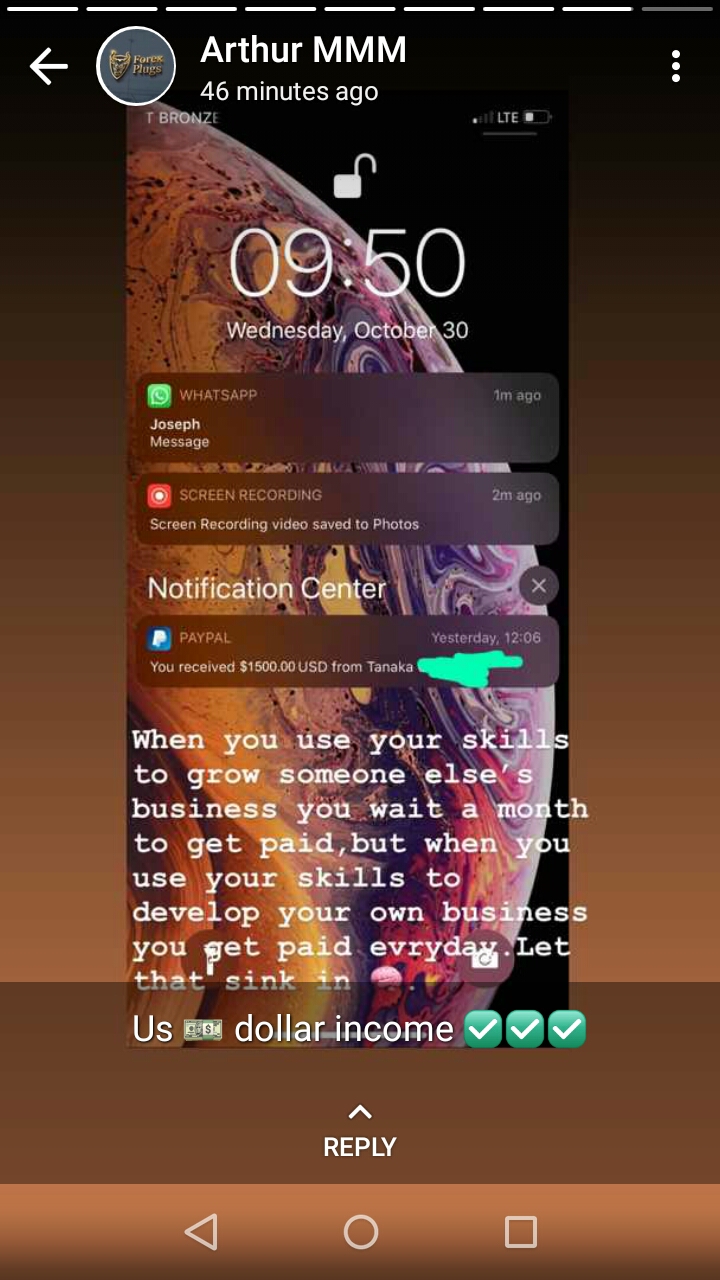 Arthur MMM
46 minutes ago
Forex
Plugs
T BRONZE
LTE
09:50
Wednesday, October 30
WHATSAPP 1m ago
Joseph
Message
SCREEN RECORDING 2m ago
Screen Recording video saved to Photos
Notification Center
PAYPAL Yesterday, 12:06
You received $1500.00 USD from Tanaka
When you use your skills
to grow someone else's
business you wait a month
to get paid,but when you
use your skills to
develop your own business
you get paid evryday.Let
that sink in 🧠.
Us 💵 dollar income ✅✅✅
REPLY